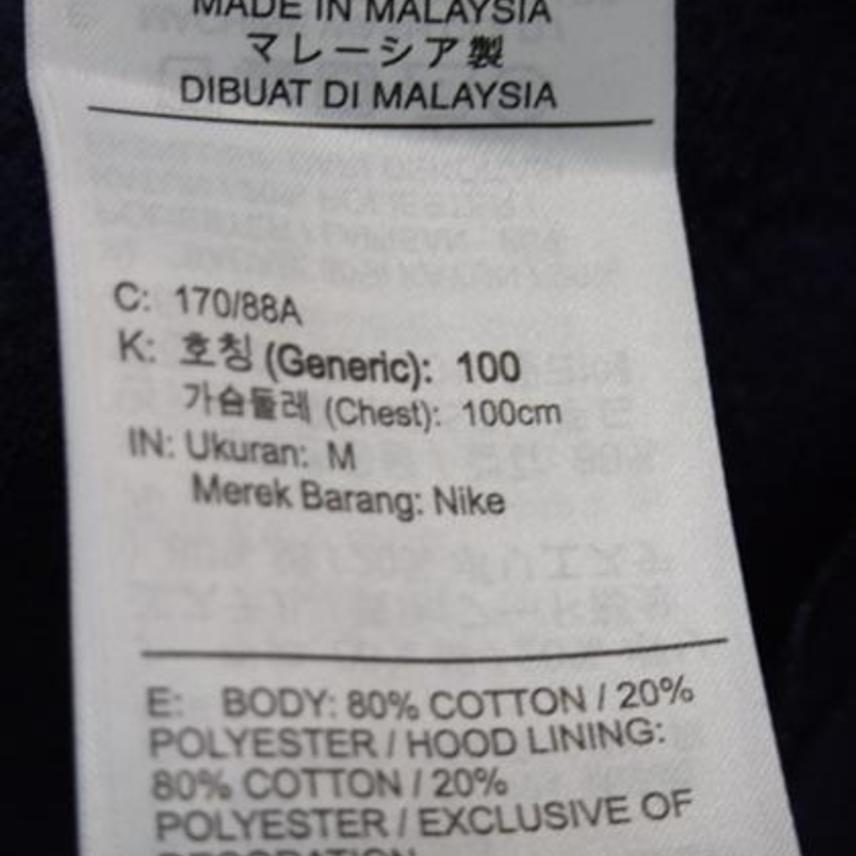 MADE IN MALAYSIA
マレーシア製
DIBUAT DI MALAYSIA
C: 170/88A
K: 호칭 (Generic): 100
가슴둘레 (Chest): 100cm
IN: Ukuran: M
Merek Barang: Nike
E: BODY: 80% COTTON / 20%
POLYESTER / HOOD LINING:
80% COTTON / 20%
POLYESTER / EXCLUSIVE OF
DECORATION